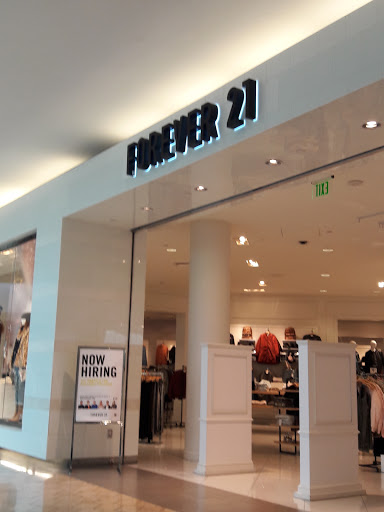 FOREVER 21
EXIT
NOW
HIRING